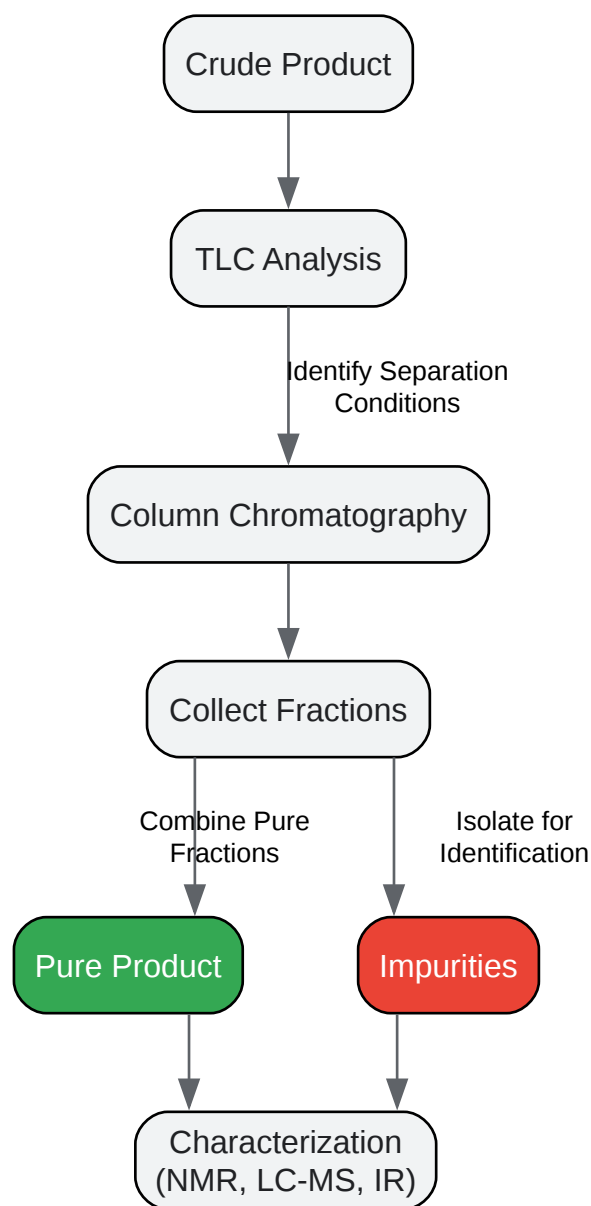 Crude Product
TLC Analysis
Identify Separation
Conditions
Column Chromatography
Collect Fractions
Combine Pure
Fractions
Isolate for
Identification
Pure Product
Impurities
Characterization
(NMR, LC-MS, IR)